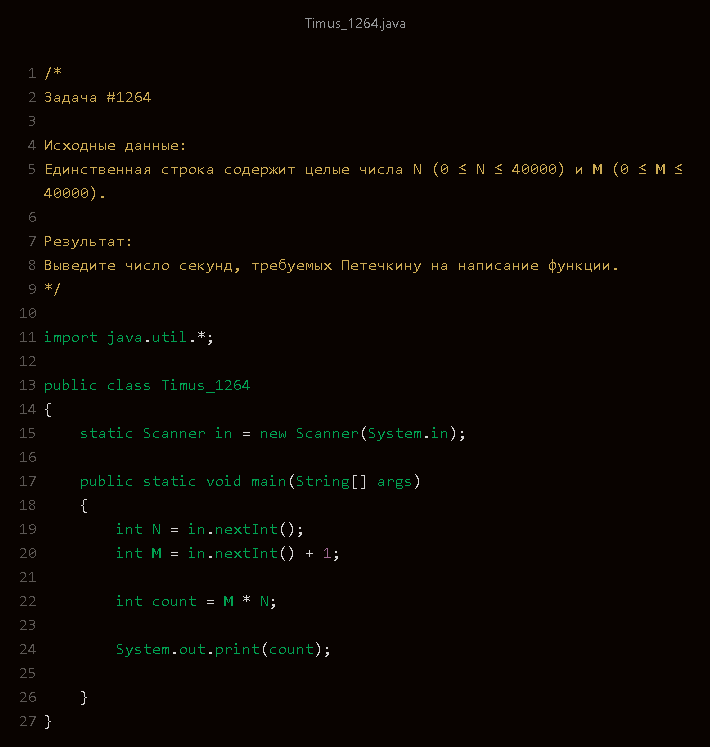 Timus_1264.java
1 /*
2 Задача #1264
3
4 Исходные данные:
5 Единственная строка содержит целые числа N (0 ≤ N ≤ 40000) и M (0 ≤ M ≤
40000).
6
7 Результат:
8 Выведите число секунд, требуемых Петечкину на написание функции.
9 */
10
11 import java.util.*;
12
13 public class Timus_1264
14 {
15     static Scanner in = new Scanner(System.in);
16
17     public static void main(String[] args)
18     {
19         int N = in.nextInt();
20         int M = in.nextInt() + 1;
21
22         int count = M * N;
23
24         System.out.print(count);
25
26     }
27 }